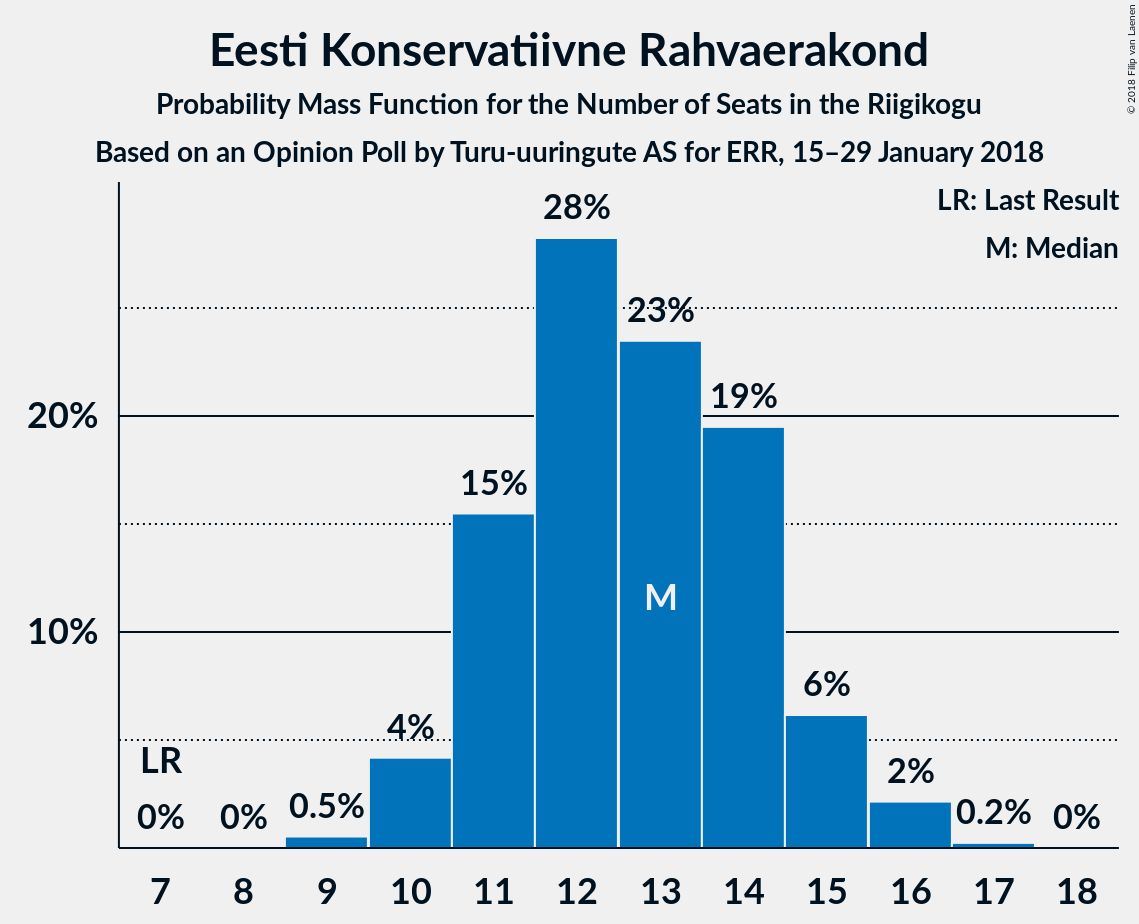 Eesti Konservatiivne Rahvaerakond
Probability Mass Function for the Number of Seats in the Riigikogu
Based on an Opinion Poll by Turu-uuringute AS for ERR, 15–29 January 2018
© 2018 Filip van Laenen
LR: Last Result
M: Median
28%
23%
20%
19%
15%
M
10%
6%
4%
LR
2%
0%
0%
0.5%
0.2%
0%
7 8 9 10 11 12 13 14 15 16 17 18